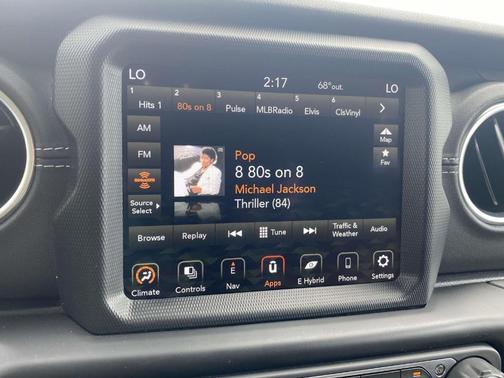 LO 2:17 68° out. LO
1 2 3 4 5 6
Hits 1 80s on 8 Pulse MLBRadio Elvis ClsVinyl
AM
FM
Source Select
Map
Fav
Pop
8 80s on 8
Michael Jackson
Thriller (84)
Browse Replay Tune Traffic & Weather Audio
Climate Controls E Nav Apps E Hybrid Phone Settings